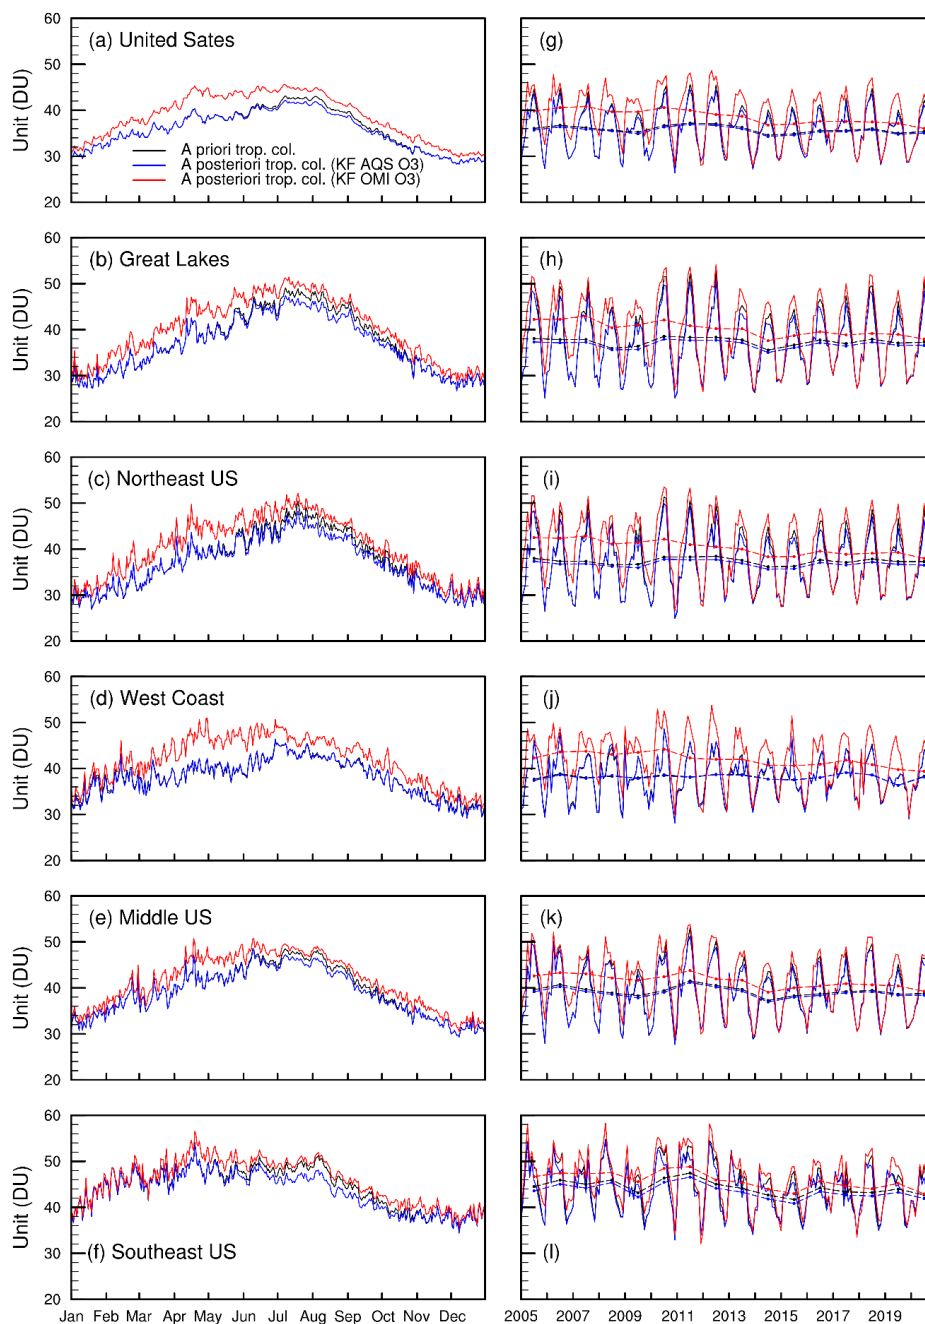 60
50
40
30
20
Unit (DU)
(a) United Sates
A priori trop. col.
A posteriori trop. col. (KF AQS O3)
A posteriori trop. col. (KF OMI O3)
(g)
60
50
40
30
20
Unit (DU)
(b) Great Lakes
(h)
60
50
40
30
20
Unit (DU)
(c) Northeast US
(i)
60
50
40
30
20
Unit (DU)
(d) West Coast
(j)
60
50
40
30
20
Unit (DU)
(e) Middle US
(k)
60
50
40
30
20
Unit (DU)
(f) Southeast US
(l)
Jan Feb Mar Apr May Jun Jul Aug Sep Oct Nov Dec
2005 2007 2009 2011 2013 2015 2017 2019